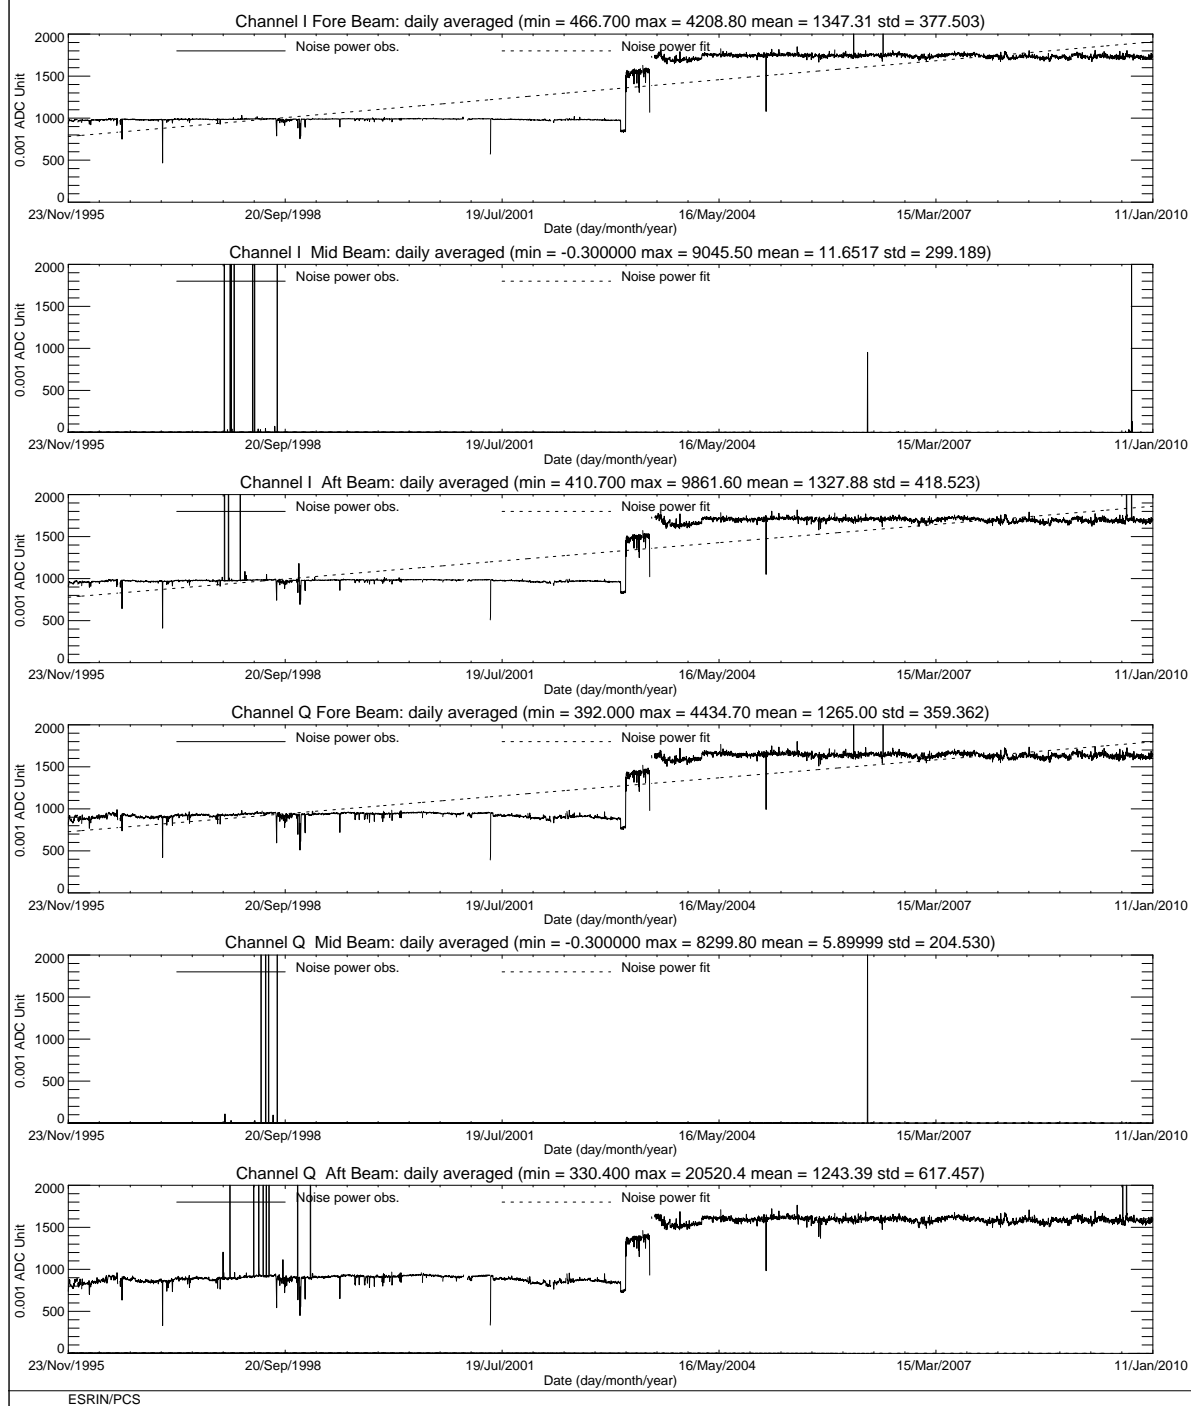 Channel I Fore Beam: daily averaged (min = 466.700 max = 4208.80 mean = 1347.31 std = 377.503)
2000
Noise power obs.
Noise power fit
1500
1000
500
0
0.001 ADC Unit
23/Nov/1995
20/Sep/1998
19/Jul/2001
16/May/2004
15/Mar/2007
11/Jan/2010
Date (day/month/year)
Channel I Mid Beam: daily averaged (min = -0.300000 max = 9045.50 mean = 11.6517 std = 299.189)
2000
Noise power obs.
Noise power fit
1500
1000
500
0
0.001 ADC Unit
23/Nov/1995
20/Sep/1998
19/Jul/2001
16/May/2004
15/Mar/2007
11/Jan/2010
Date (day/month/year)
Channel I Aft Beam: daily averaged (min = 410.700 max = 9861.60 mean = 1327.88 std = 418.523)
2000
Noise power obs.
Noise power fit
1500
1000
500
0
0.001 ADC Unit
23/Nov/1995
20/Sep/1998
19/Jul/2001
16/May/2004
15/Mar/2007
11/Jan/2010
Date (day/month/year)
Channel Q Fore Beam: daily averaged (min = 392.000 max = 4434.70 mean = 1265.00 std = 359.362)
2000
Noise power obs.
Noise power fit
1500
1000
500
0
0.001 ADC Unit
23/Nov/1995
20/Sep/1998
19/Jul/2001
16/May/2004
15/Mar/2007
11/Jan/2010
Date (day/month/year)
Channel Q Mid Beam: daily averaged (min = -0.300000 max = 8299.80 mean = 5.89999 std = 204.530)
2000
Noise power obs.
Noise power fit
1500
1000
500
0
0.001 ADC Unit
23/Nov/1995
20/Sep/1998
19/Jul/2001
16/May/2004
15/Mar/2007
11/Jan/2010
Date (day/month/year)
Channel Q Aft Beam: daily averaged (min = 330.400 max = 20520.4 mean = 1243.39 std = 617.457)
2000
Noise power obs.
Noise power fit
1500
1000
500
0
0.001 ADC Unit
23/Nov/1995
20/Sep/1998
19/Jul/2001
16/May/2004
15/Mar/2007
11/Jan/2010
Date (day/month/year)
ESRIN/PCS